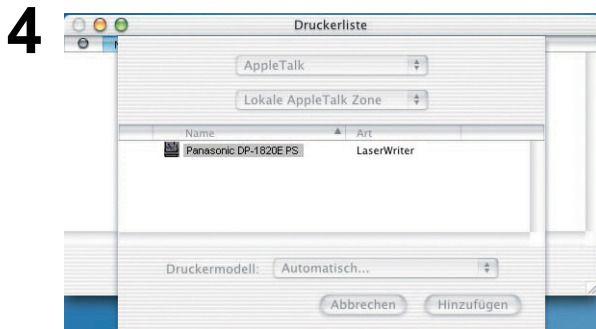 4
Druckerliste
AppleTalk
Lokale AppleTalk Zone
Name Art
Panasonic DP-1820E PS LaserWriter
Druckermodell: Automatisch...
Abbrechen Hinzufügen